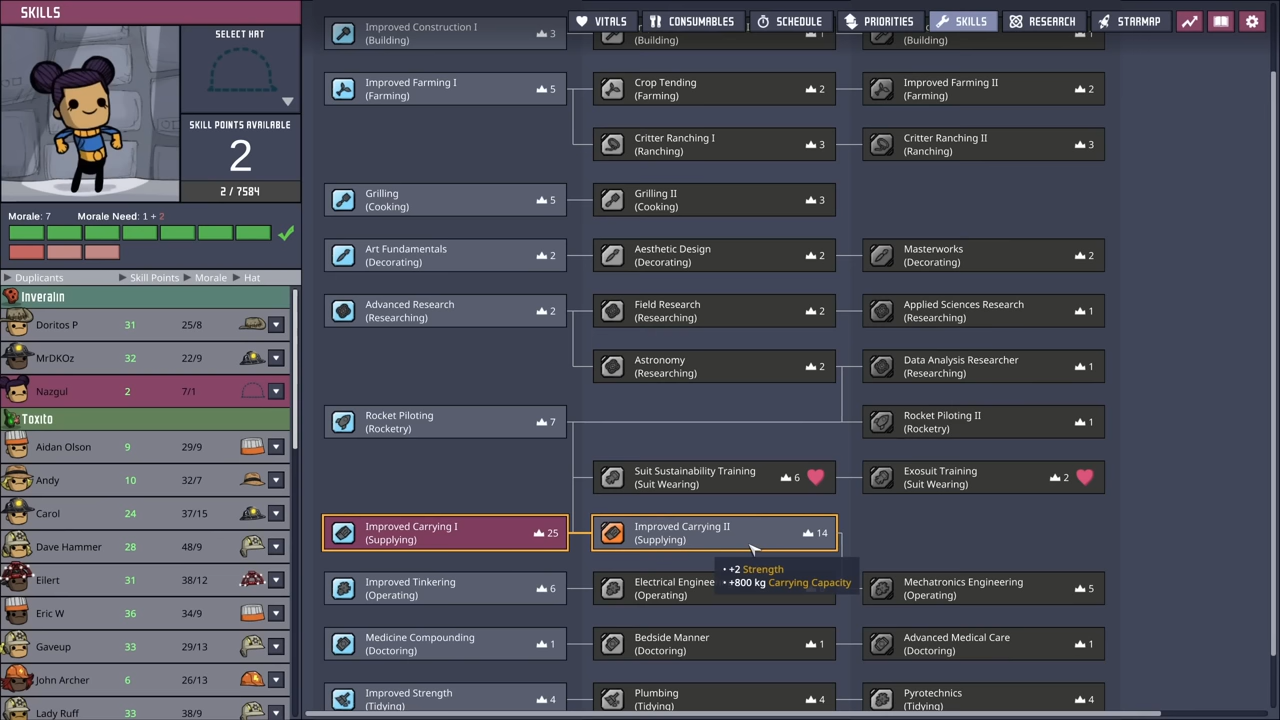 SKILLS
VITALS
CONSUMABLES
SCHEDULE
PRIORITIES
SKILLS
RESEARCH
STARMAP
SELECT HAT
SKILL POINTS AVAILABLE
2
2 / 7584
Morale: 7
Morale Need: 1 + 2
Duplicants
Skill Points
Morale
Hat
Inveralin
Doritos P 31 25/8
MrDKOz 32 22/9
Nazgul 2 7/1
Toxito
Aidan Olson 9 29/9
Andy 10 32/7
Carol 24 37/15
Dave Hammer 28 48/9
Eilert 31 38/12
Eric W 36 34/9
Gaveup 33 29/13
John Archer 6 26/13
Lady Ruff 33 38/9
Improved Construction I
(Building)
3
(Building)
1
(Building)
1
Improved Farming I
(Farming)
5
Crop Tending
(Farming)
2
Improved Farming II
(Farming)
2
Critter Ranching I
(Ranching)
3
Critter Ranching II
(Ranching)
3
Grilling
(Cooking)
5
Grilling II
(Cooking)
3
Art Fundamentals
(Decorating)
2
Aesthetic Design
(Decorating)
2
Masterworks
(Decorating)
2
Advanced Research
(Researching)
2
Field Research
(Researching)
2
Applied Sciences Research
(Researching)
1
Astronomy
(Researching)
2
Data Analysis Researcher
(Researching)
1
Rocket Piloting
(Rocketry)
7
Rocket Piloting II
(Rocketry)
1
Suit Sustainability Training
(Suit Wearing)
6
Exosuit Training
(Suit Wearing)
2
Improved Carrying I
(Supplying)
25
Improved Carrying II
(Supplying)
14
• +2 Strength
• +800 kg Carrying Capacity
Improved Tinkering
(Operating)
6
Electrical Engine
(Operating)
Mechatronics Engineering
(Operating)
5
Medicine Compounding
(Doctoring)
1
Bedside Manner
(Doctoring)
1
Advanced Medical Care
(Doctoring)
1
Improved Strength
(Tidying)
4
Plumbing
(Tidying)
4
Pyrotechnics
(Tidying)
4